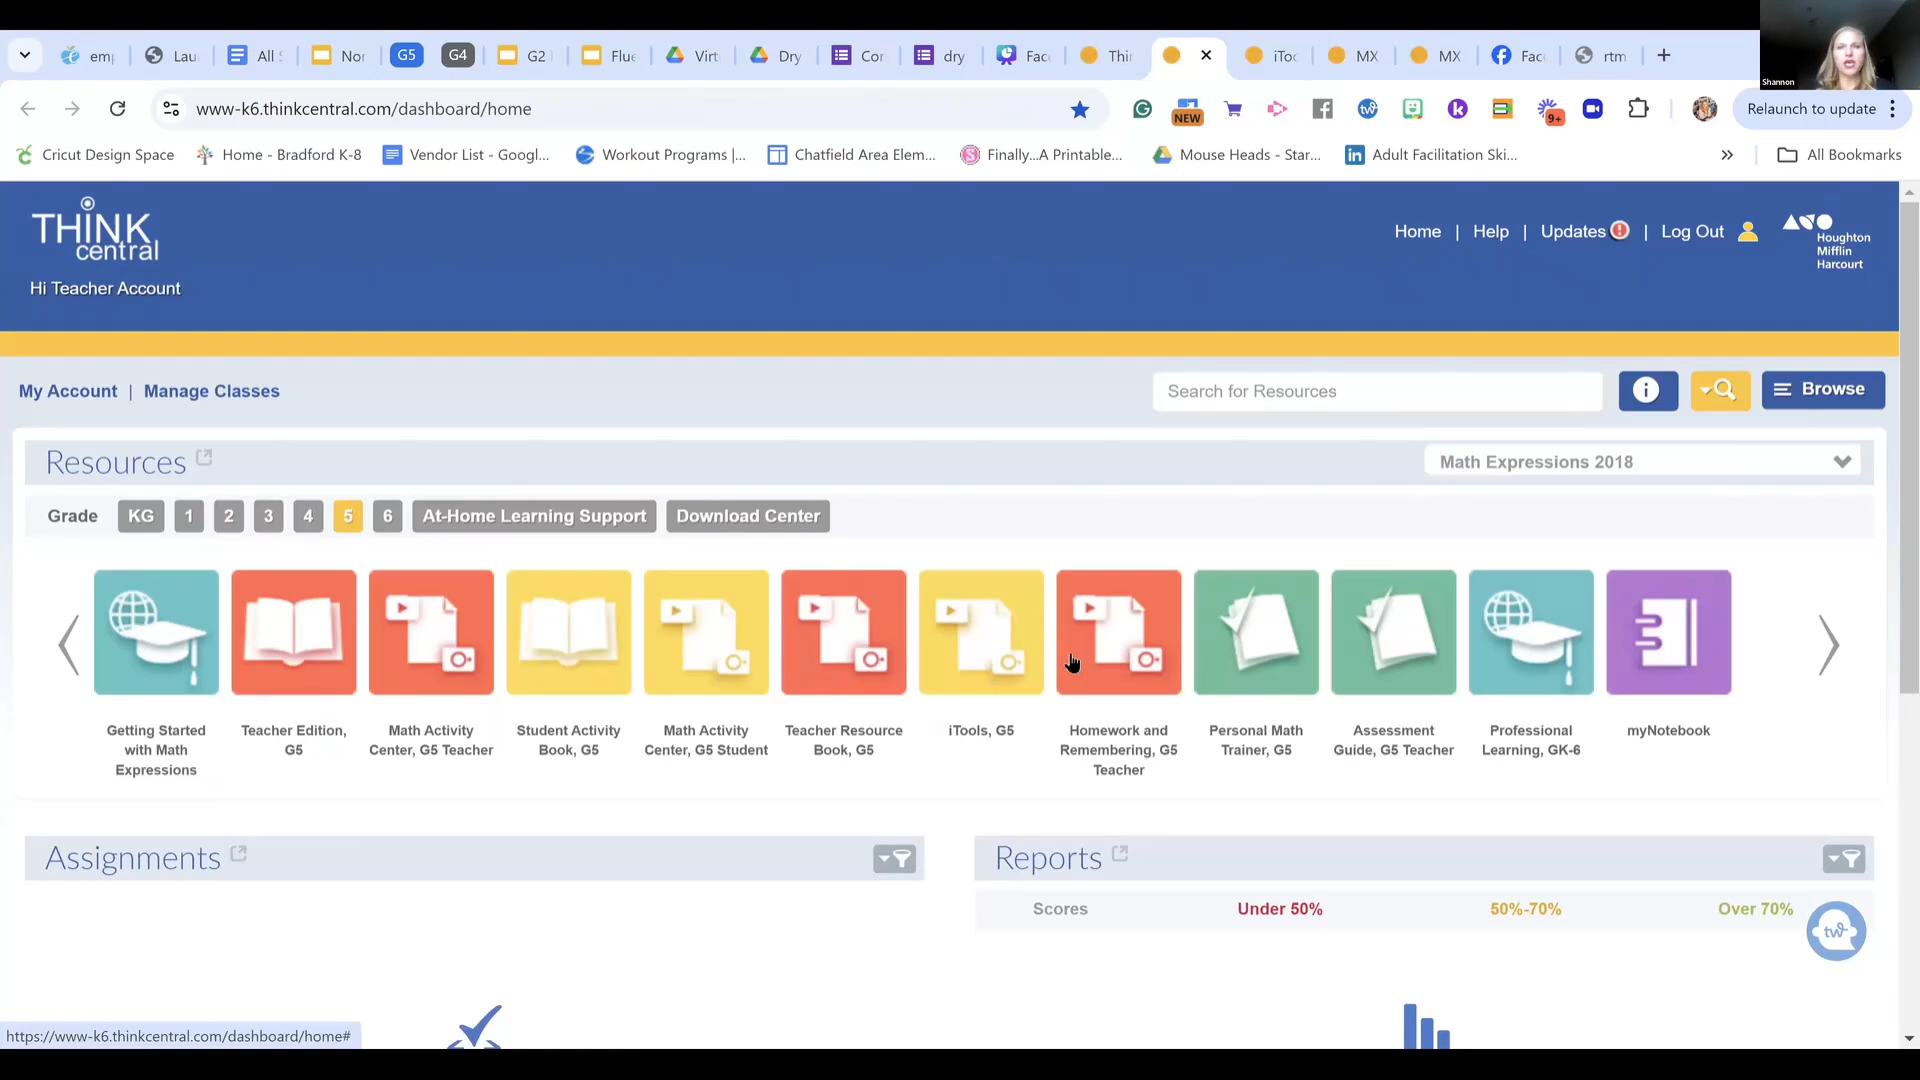 emp
Lau
All
Nor
G5
G4
G2
Flue
Virt
Dry
Cor
dry
Fac
Thi
iToo
MX
MX
Fac
rtm
Shannon
www-k6.thinkcentral.com/dashboard/home
NEW
9+
Relaunch to update
Cricut Design Space
Home - Bradford K-8
Vendor List - Googl...
Workout Programs |...
Chatfield Area Elem...
Finally...A Printable...
Mouse Heads - Star...
Adult Facilitation Ski...
All Bookmarks
THiNK
central
Hi Teacher Account
Home | Help | Updates | Log Out
Houghton
Mifflin
Harcourt
My Account | Manage Classes
Search for Resources
Browse
Resources
Math Expressions 2018
Grade KG 1 2 3 4 5 6 At-Home Learning Support Download Center
Getting Started
with Math
Expressions
Teacher Edition,
G5
Math Activity
Center, G5 Teacher
Student Activity
Book, G5
Math Activity
Center, G5 Student
Teacher Resource
Book, G5
iTools, G5
Homework and
Remembering, G5
Teacher
Personal Math
Trainer, G5
Assessment
Guide, G5 Teacher
Professional
Learning, GK-6
myNotebook
Assignments
Reports
Scores Under 50% 50%-70% Over 70%
tw
https://www-k6.thinkcentral.com/dashboard/home#